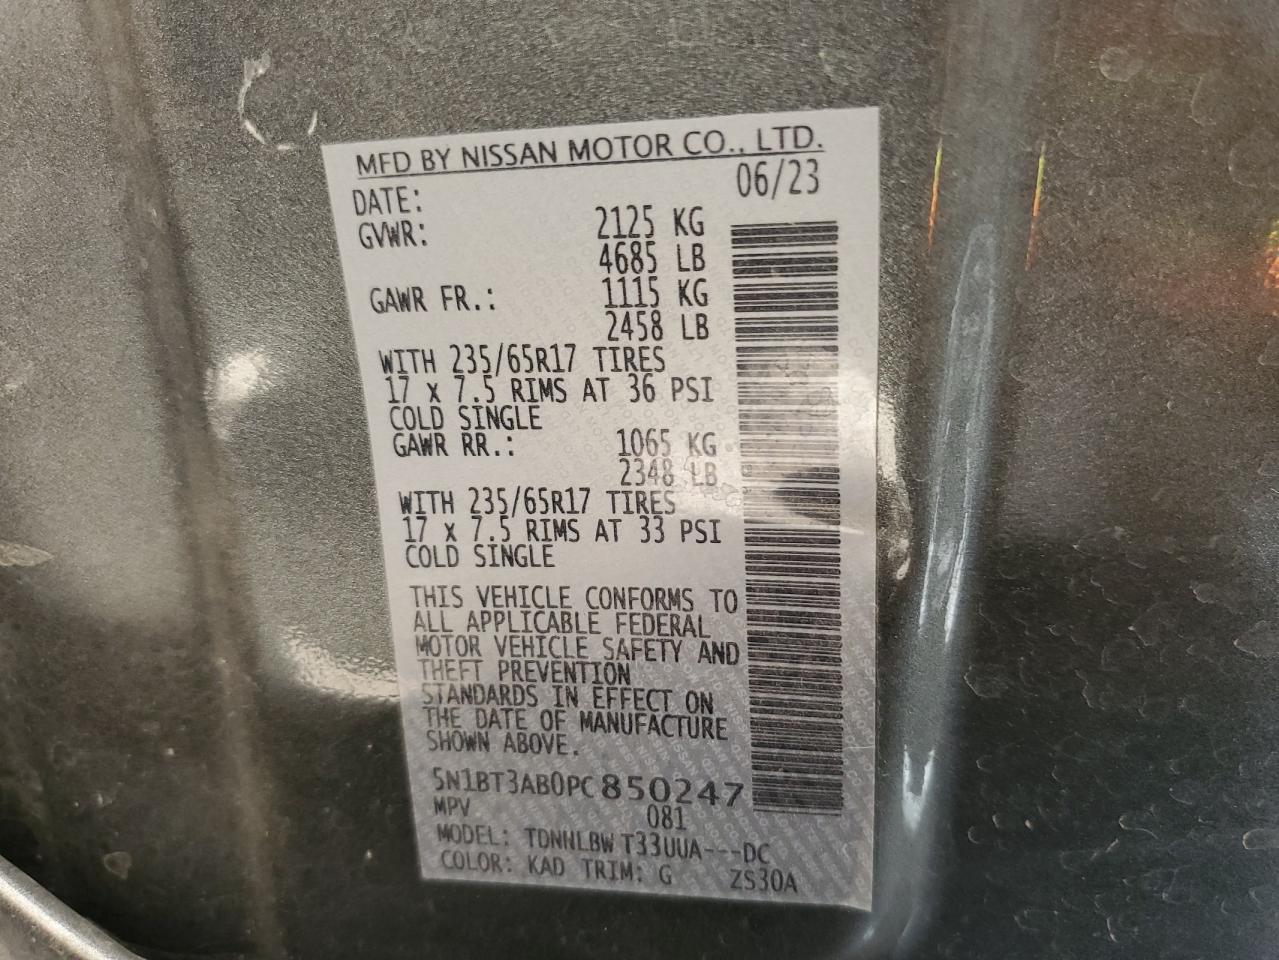 MFD BY NISSAN MOTOR CO., LTD.
DATE: 06/23
GVWR: 2125 KG
4685 LB
GAWR FR.: 1115 KG
2458 LB
WITH 235/65R17 TIRES
17 x 7.5 RIMS AT 36 PSI
COLD SINGLE
GAWR RR.: 1065 KG
2348 LB
WITH 235/65R17 TIRES
17 x 7.5 RIMS AT 33 PSI
COLD SINGLE
THIS VEHICLE CONFORMS TO
ALL APPLICABLE FEDERAL
MOTOR VEHICLE SAFETY AND
THEFT PREVENTION
STANDARDS IN EFFECT ON
THE DATE OF MANUFACTURE
SHOWN ABOVE.
5N1BT3AB0PC850247
MPV 081
MODEL: TDNNLBW T33UUA---DC
COLOR: KAD TRIM: G ZS30A